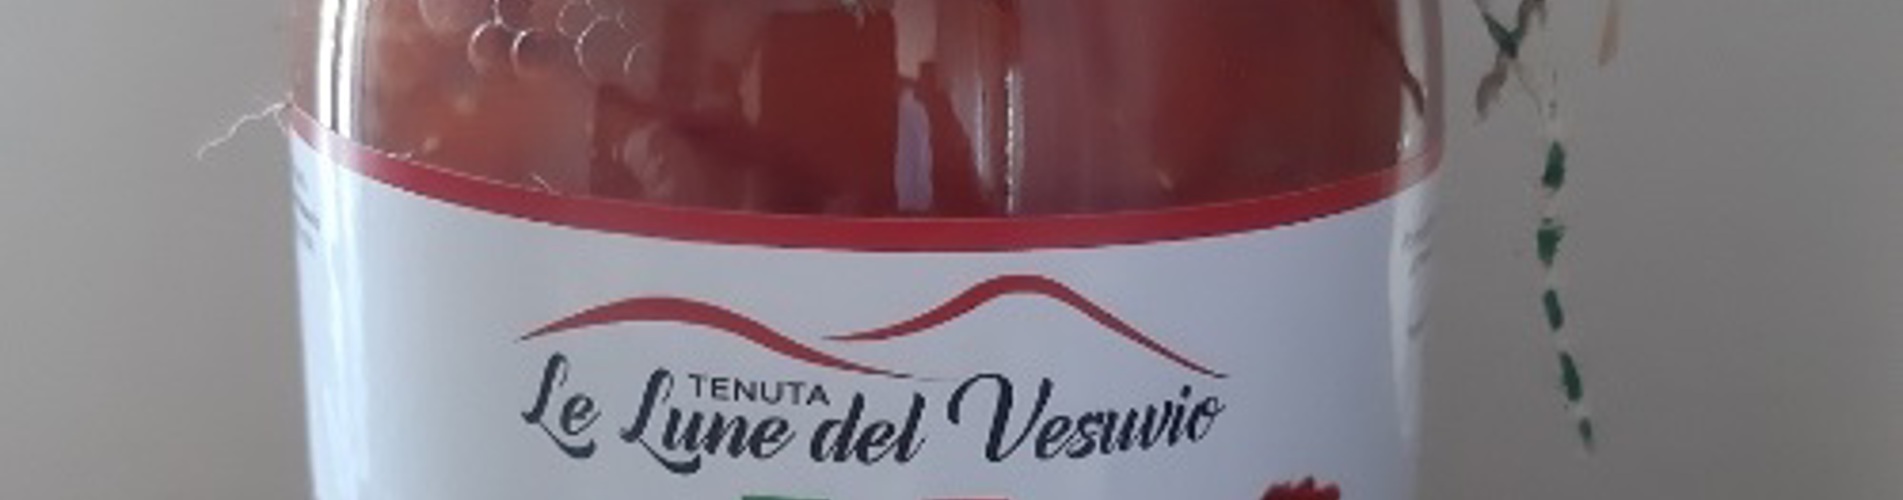 TENUTA
Le Lune del Vesuvio